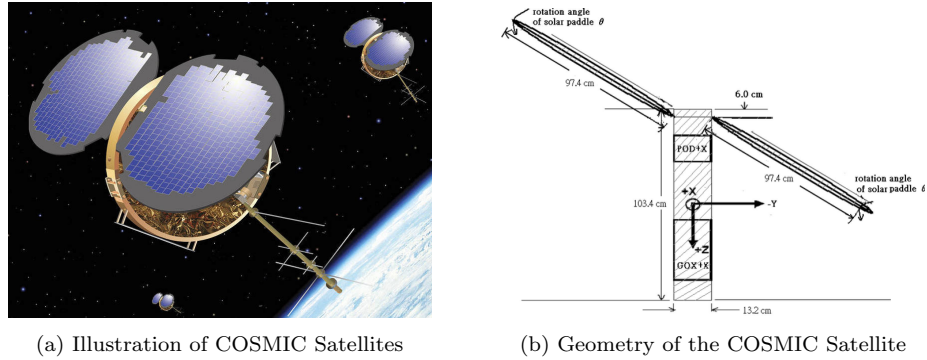 rotation angle
of solar paddle θ
97.4 cm
6.0 cm
POD+X
97.4 cm
rotation angle
of solar paddle θ
+X
103.4 cm
-Y
+Z
GOX+X
13.2 cm
(a) Illustration of COSMIC Satellites
(b) Geometry of the COSMIC Satellite